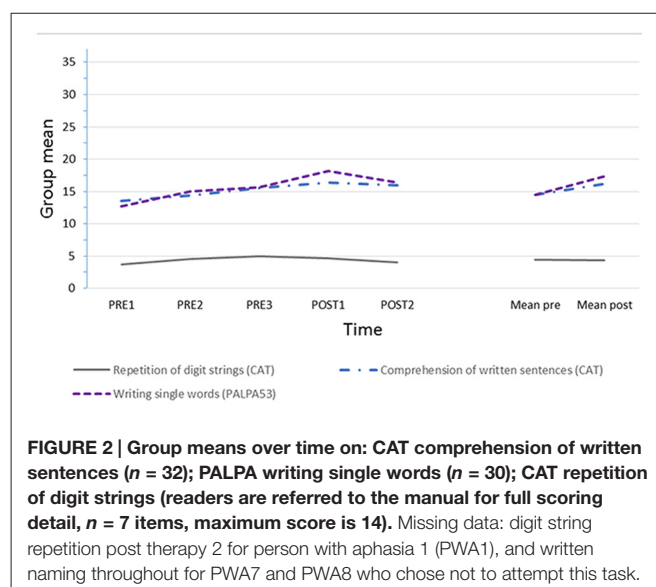 35
30
25
20
15
10
5
0
Group mean
PRE1 PRE2 PRE3 POST1 POST2 Mean pre Mean post
Time
Repetition of digit strings (CAT) Comprehension of written sentences (CAT)
Writing single words (PALPA53)
FIGURE 2 | Group means over time on: CAT comprehension of written
sentences (n = 32); PALPA writing single words (n = 30); CAT repetition
of digit strings (readers are referred to the manual for full scoring
detail, n = 7 items, maximum score is 14). Missing data: digit string
repetition post therapy 2 for person with aphasia 1 (PWA1), and written
naming throughout for PWA7 and PWA8 who chose not to attempt this task.